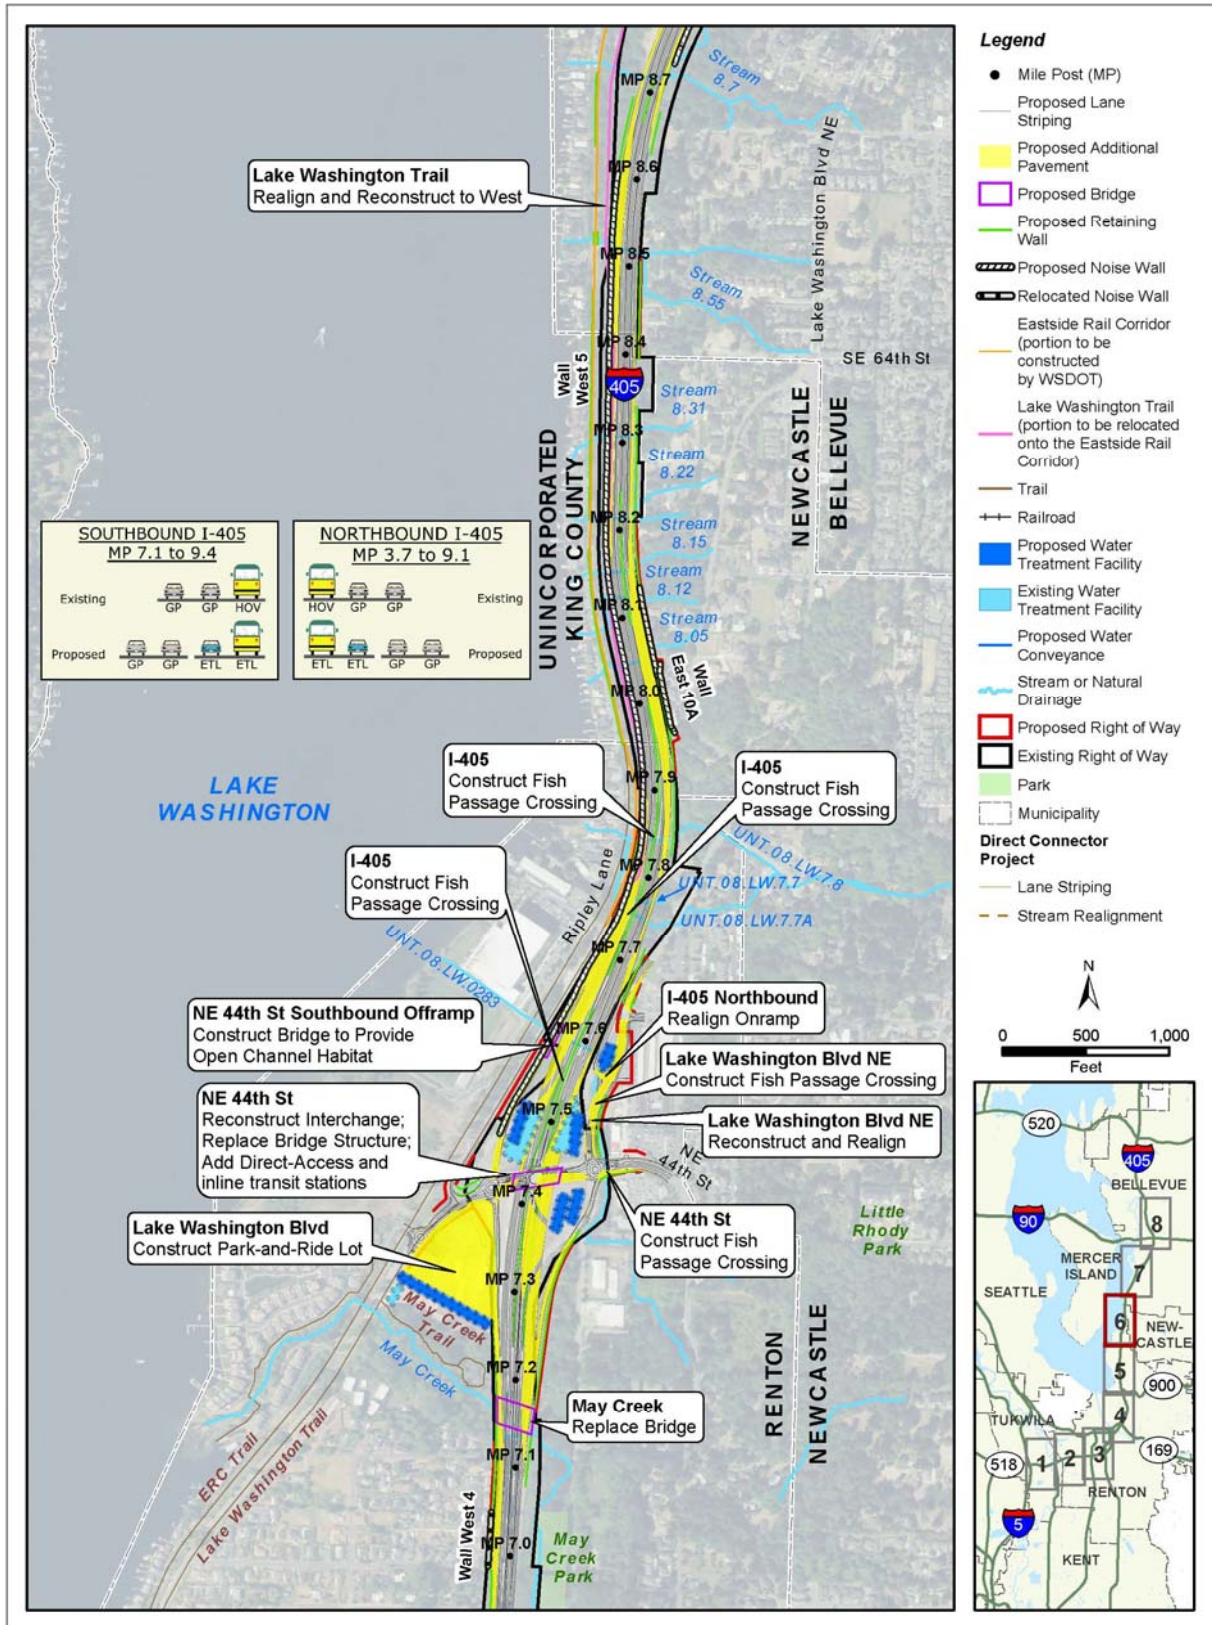 Stream
8.7
MP 8.7
Lake Washington Blvd NE
MP 8.6
Lake Washington Trail
Realign and Reconstruct to West
MP 8.5
Stream
8.55
MP 8.4
SE 64th St
Wall
West 5
405
Stream
8.31
MP 8.3
Stream
8.22
NEWCASTLE
BELLEVUE
UNINCORPORATED
KING COUNTY
MP 8.2
Stream
8.15
Stream
8.12
MP 8.1
Stream
8.05
SOUTHBOUND I-405
MP 7.1 to 9.4
Existing
GP GP HOV
Proposed
GP GP ETL ETL
NORTHBOUND I-405
MP 3.7 to 9.1
HOV GP GP
Existing
ETL ETL GP GP
Proposed
Wall
East 10A
MP 8.0
I-405
Construct Fish
Passage Crossing
I-405
Construct Fish
Passage Crossing
MP 7.9
LAKE
WASHINGTON
UNT.08.LW.7.8
I-405
Construct Fish
Passage Crossing
Ripley Lane
MP 7.8
UNT.08.LW.7.7
UNT.08.LW.7.7A
MP 7.7
UNT.08.LW.0283
I-405 Northbound
Realign Onramp
NE 44th St Southbound Offramp
Construct Bridge to Provide
Open Channel Habitat
MP 7.6
Lake Washington Blvd NE
Construct Fish Passage Crossing
NE 44th St
Reconstruct Interchange;
Replace Bridge Structure;
Add Direct-Access and
inline transit stations
MP 7.5
Lake Washington Blvd NE
Reconstruct and Realign
NE
44th St
MP 7.4
Lake Washington Blvd
Construct Park-and-Ride Lot
NE 44th St
Construct Fish
Passage Crossing
Little
Rhody
Park
MP 7.3
May Creek
Trail
May Creek
MP 7.2
RENTON
NEWCASTLE
May Creek
Replace Bridge
MP 7.1
ERC Trail
Lake Washington Trail
Wall West 4
MP 7.0
May
Creek
Park
Legend
Mile Post (MP)
Proposed Lane
Striping
Proposed Additional
Pavement
Proposed Bridge
Proposed Retaining
Wall
Proposed Noise Wall
Relocated Noise Wall
Eastside Rail Corridor
(portion to be
constructed
by WSDOT)
Lake Washington Trail
(portion to be relocated
onto the Eastside Rail
Corridor)
Trail
Railroad
Proposed Water
Treatment Facility
Existing Water
Treatment Facility
Proposed Water
Conveyance
Stream or Natural
Drainage
Proposed Right of Way
Existing Right of Way
Park
Municipality
Direct Connector
Project
Lane Striping
Stream Realignment
N
0 500 1,000
Feet
520
405
BELLEVUE
90
8
MERCER
ISLAND
7
SEATTLE
6
NEW-
CASTLE
5
900
4
TUKWILA
518
1
2
3
169
RENTON
5
KENT